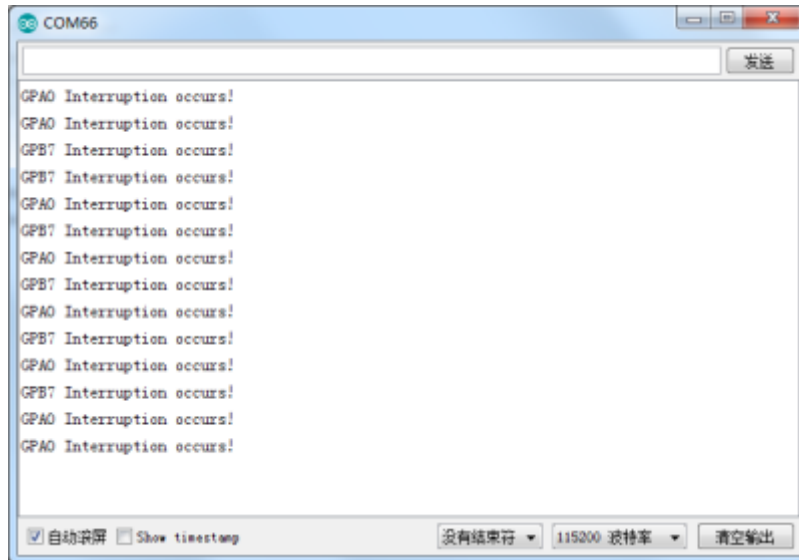 COM66
发送
GPA0 Interruption occurs!
GPA0 Interruption occurs!
GPB7 Interruption occurs!
GPB7 Interruption occurs!
GPA0 Interruption occurs!
GPB7 Interruption occurs!
GPA0 Interruption occurs!
GPB7 Interruption occurs!
GPA0 Interruption occurs!
GPB7 Interruption occurs!
GPA0 Interruption occurs!
GPB7 Interruption occurs!
GPA0 Interruption occurs!
GPA0 Interruption occurs!
自动滚屏 Show timestamp 没有结束符 115200 波特率 清空输出